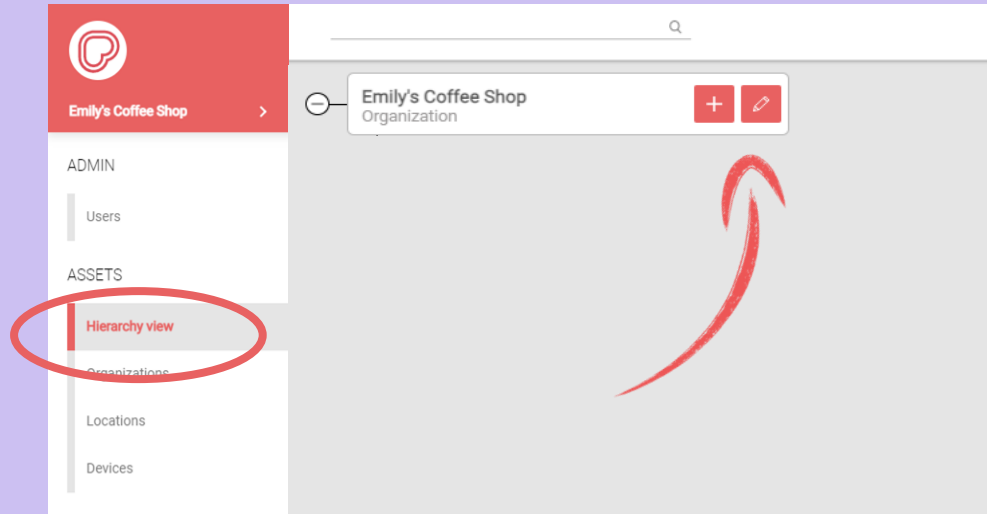 Emily's Coffee Shop
ADMIN
Users
ASSETS
Hierarchy view
Organizations
Locations
Devices
Emily's Coffee Shop
Organization